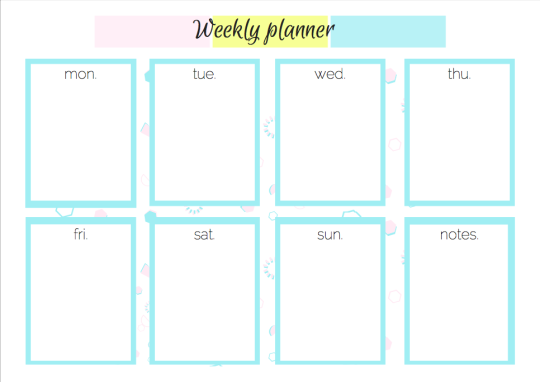 Weekly planner
mon.
tue.
wed.
thu.
fri.
sat.
sun.
notes.